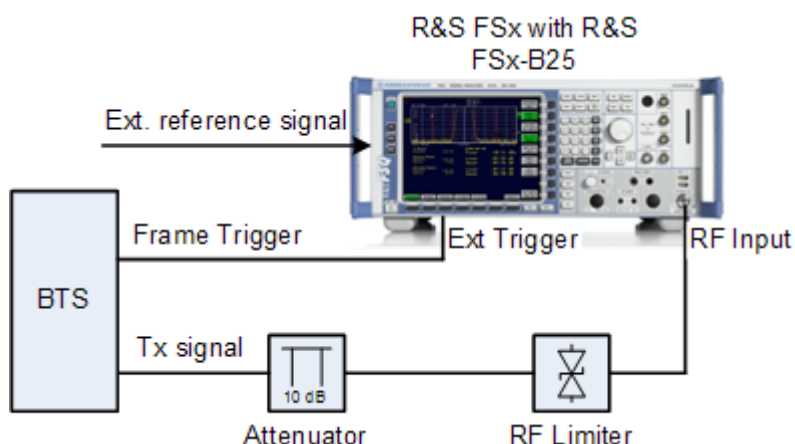 R&S FSx with R&S
FSx-B25
Ext. reference signal
Frame Trigger
Ext Trigger
RF Input
BTS
Tx signal
10 dB
Attenuator
RF Limiter